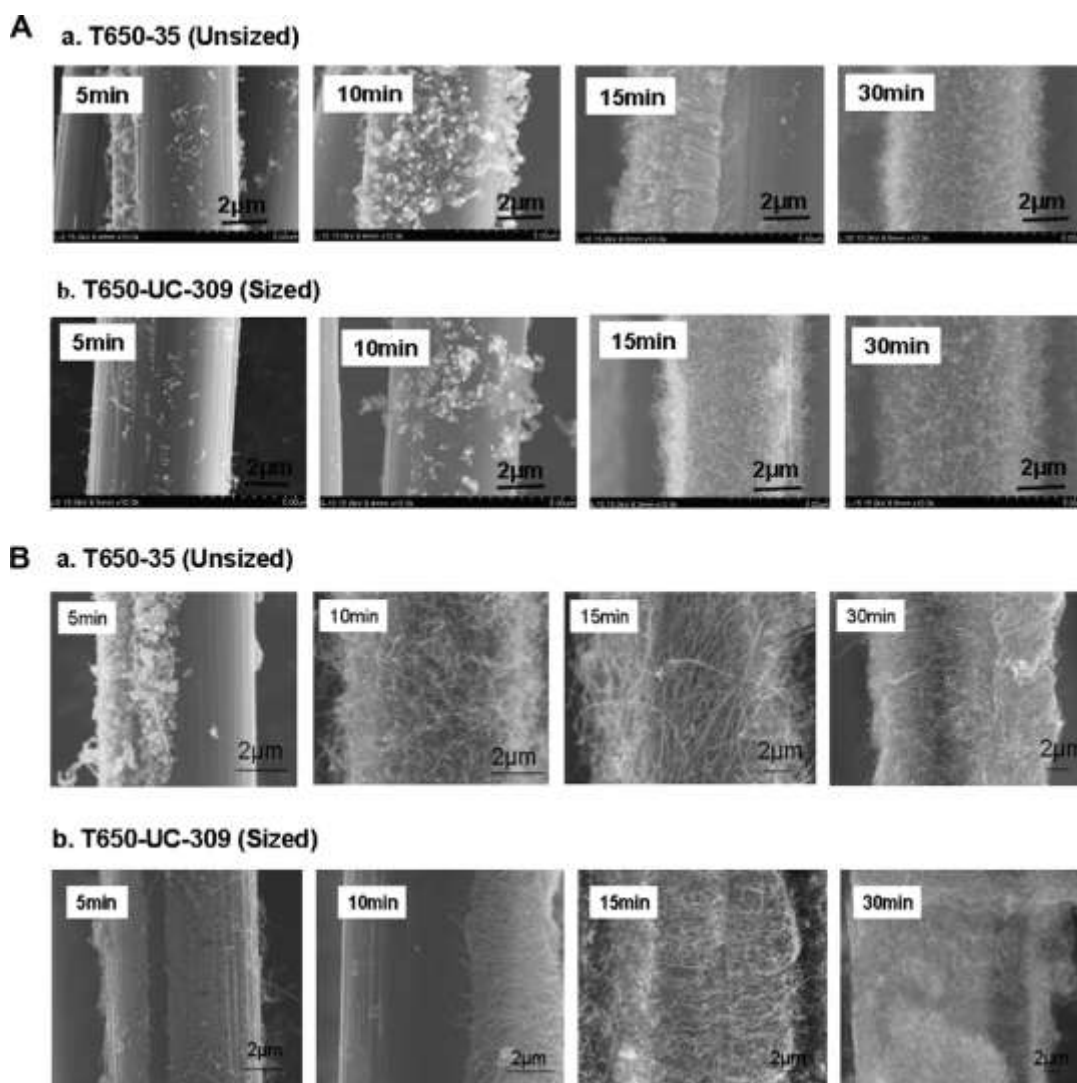 A
a. T650-35 (Unsized)
5min 10min 15min 30min
2μm 2μm 2μm 2μm
b. T650-UC-309 (Sized)
5min 10min 15min 30min
2μm 2μm 2μm 2μm
B
a. T650-35 (Unsized)
5min 10min 15min 30min
2μm 2μm 2μm 2μm
b. T650-UC-309 (Sized)
5min 10min 15min 30min
2μm 2μm 2μm 2μm